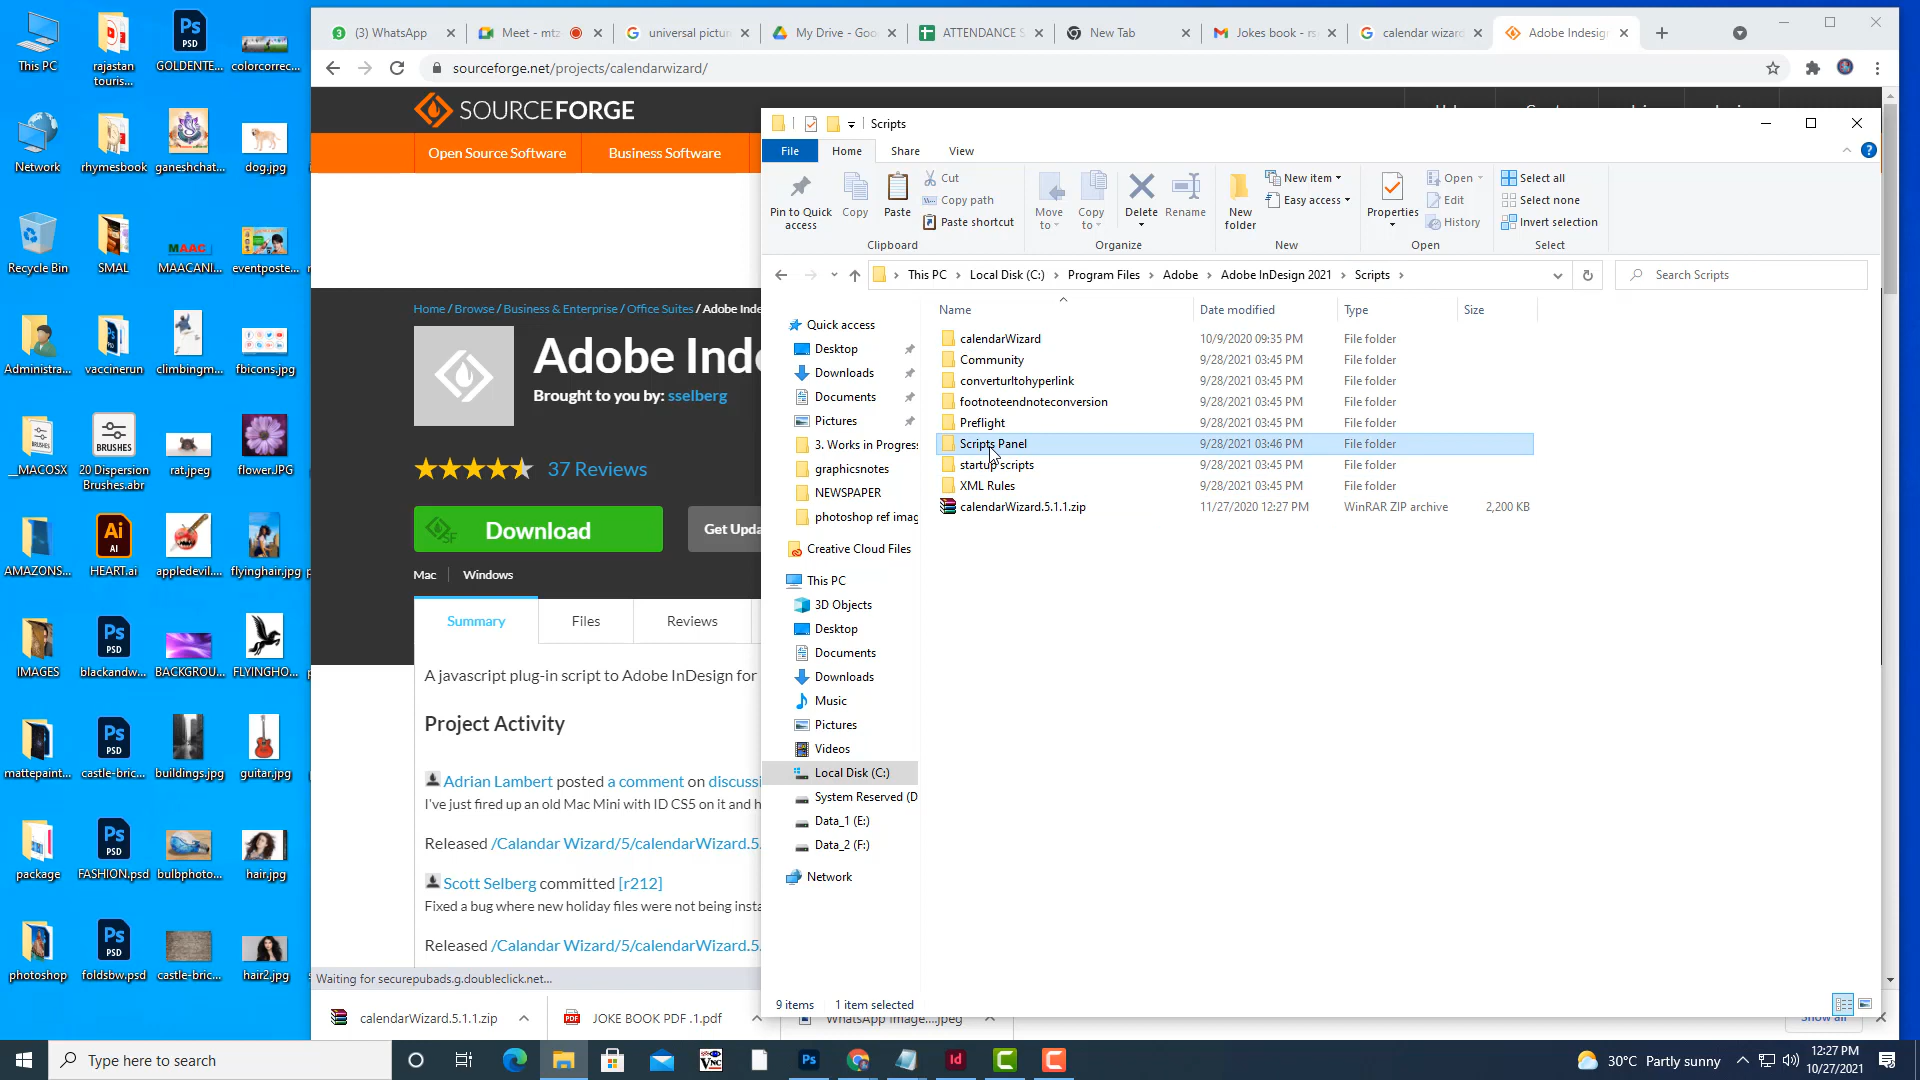 This PC
rajastan
touris...
GOLDENTE...
colorcorrec...
Network
rhymesbook
ganeshchat...
dog.jpg
Recycle Bin
SMAL
MAACANI...
eventposte...
Administra...
vaccinerun
climbingm...
fbicons.jpg
__MACOSX
BRUSHES
20 Dispersion
Brushes.abr
rat.jpeg
flower.JPG
AMAZONS...
HEART.ai
appledevil....
flyinghair.jpg
IMAGES
blackandw...
BACKGROU...
FLYINGHO...
mattepaint...
castle-bric...
buildings.jpg
guitar.jpg
package
FASHION.psd
bulbphoto...
hair.jpg
photoshop
foldsbw.psd
castle-bric...
hair2.jpg
(3) WhatsApp
Meet - mtz
universal pictur
My Drive - Goo
ATTENDANCE S
New Tab
Jokes book - rs
calendar wizard
Adobe Indesign
sourceforge.net/projects/calendarwizard/
SOURCEFORGE
Open Source Software
Business Software
Home / Browse / Business & Enterprise / Office Suites / Adobe Inde
Adobe Inde
Brought to you by: sselberg
37 Reviews
Download
Get Upda
Mac
Windows
Summary
Files
Reviews
A javascript plug-in script to Adobe InDesign for
Project Activity
Adrian Lambert posted a comment on discussi
I've just fired up an old Mac Mini with ID CS5 on it and h
Released /Calandar Wizard/5/calendarWizard.5.
Scott Selberg committed [r212]
Fixed a bug where new holiday files were not being insta
Released /Calandar Wizard/5/calendarWizard.5.
Waiting for securepubads.g.doubleclick.net...
calendarWizard.5.1.1.zip
JOKE BOOK PDF .1.pdf
WhatsApp Image....jpeg
Show all
Scripts
File
Home
Share
View
Pin to Quick
access
Copy
Paste
Cut
Copy path
Paste shortcut
Clipboard
Move
to
Copy
to
Delete
Rename
Organize
New
folder
New item
Easy access
New
Properties
Open
Edit
History
Open
Select all
Select none
Invert selection
Select
This PC
Local Disk (C:)
Program Files
Adobe
Adobe InDesign 2021
Scripts
Search Scripts
Quick access
Desktop
Downloads
Documents
Pictures
3. Works in Progres
graphicsnotes
NEWSPAPER
photoshop ref imag
Creative Cloud Files
This PC
3D Objects
Desktop
Documents
Downloads
Music
Pictures
Videos
Local Disk (C:)
System Reserved (D
Data_1 (E:)
Data_2 (F:)
Network
Name Date modified Type Size
calendarWizard 10/9/2020 09:35 PM File folder
Community 9/28/2021 03:45 PM File folder
converturltohyperlink 9/28/2021 03:45 PM File folder
footnoteendnoteconversion 9/28/2021 03:45 PM File folder
Preflight 9/28/2021 03:45 PM File folder
Scripts Panel 9/28/2021 03:46 PM File folder
startup scripts 9/28/2021 03:45 PM File folder
XML Rules 9/28/2021 03:45 PM File folder
calendarWizard.5.1.1.zip 11/27/2020 12:27 PM WinRAR ZIP archive 2,200 KB
9 items 1 item selected
Type here to search
30°C Partly sunny
12:27 PM
10/27/2021